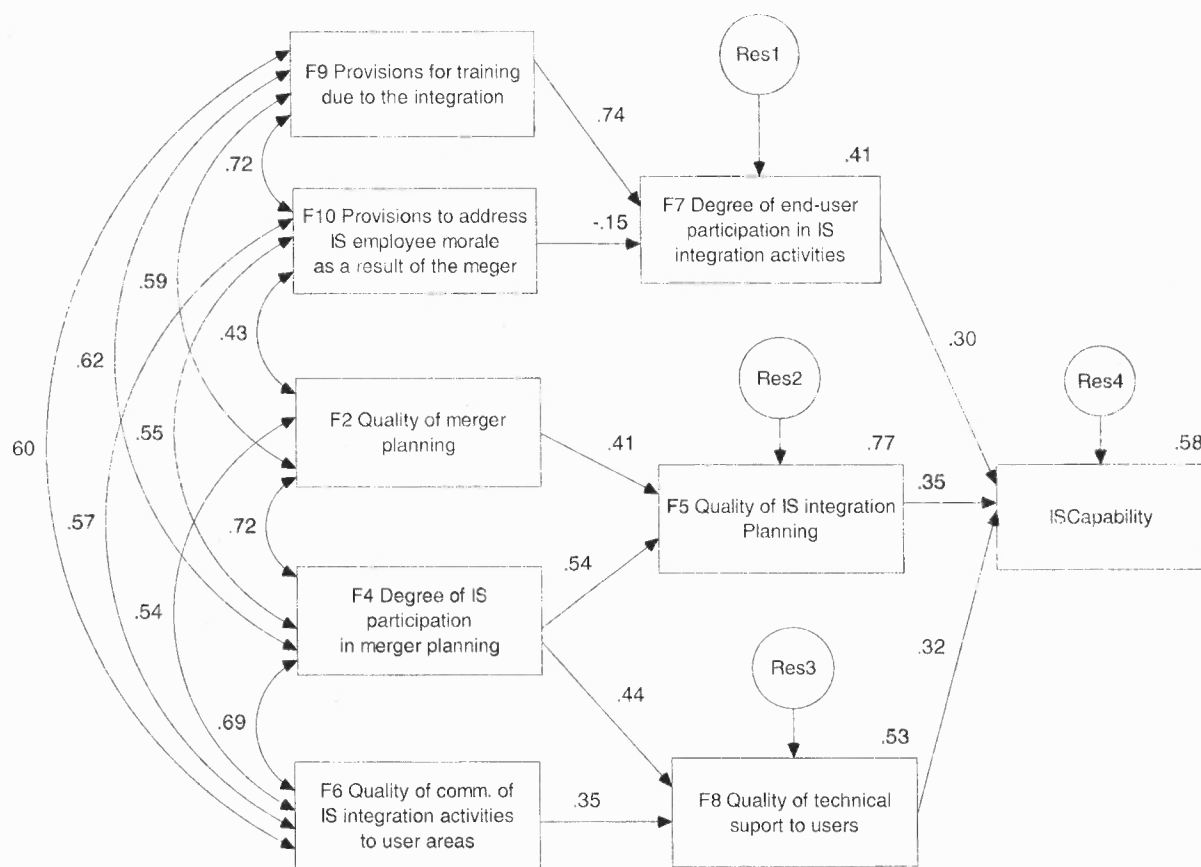 F9 Provisions for training
due to the integration
Res1
.74
.41
.72
F10 Provisions to address
IS employee morale
as a result of the meger
-.15
F7 Degree of end-user
participation in IS
integration activities
.59
.43
.62
.30
Res2
Res4
F2 Quality of merger
planning
.55
.41
.77
.58
60
.35
F5 Quality of IS integration
Planning
ISCapability
.57
.72
.54
F4 Degree of IS
participation
in merger planning
.54
.32
Res3
.44
.69
.53
F6 Quality of comm. of
IS integration activities
to user areas
.35
F8 Quality of technical
suport to users